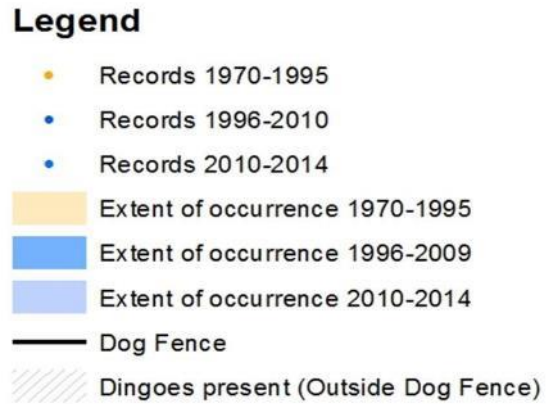 Legend
Records 1970-1995
Records 1996-2010
Records 2010-2014
Extent of occurrence 1970-1995
Extent of occurrence 1996-2009
Extent of occurrence 2010-2014
Dog Fence
Dingoes present (Outside Dog Fence)